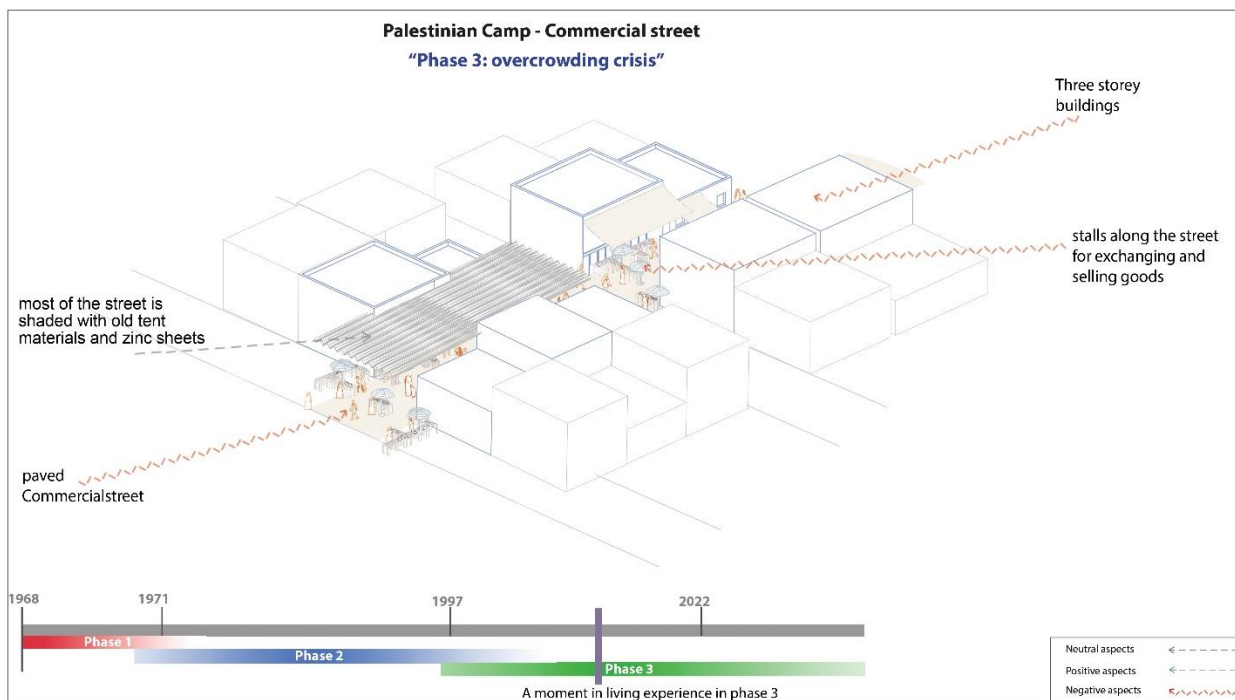 Palestinian Camp - Commercial street
“Phase 3: overcrowding crisis”
Three storey
buildings
stalls along the street
for exchanging and
selling goods
most of the street is
shaded with old tent
materials and zinc sheets
paved
Commercialstreet
1968
1971
1997
2022
Phase 1
Phase 2
Phase 3
A moment in living experience in phase 3
Neutral aspects
Positive aspects
Negative aspects